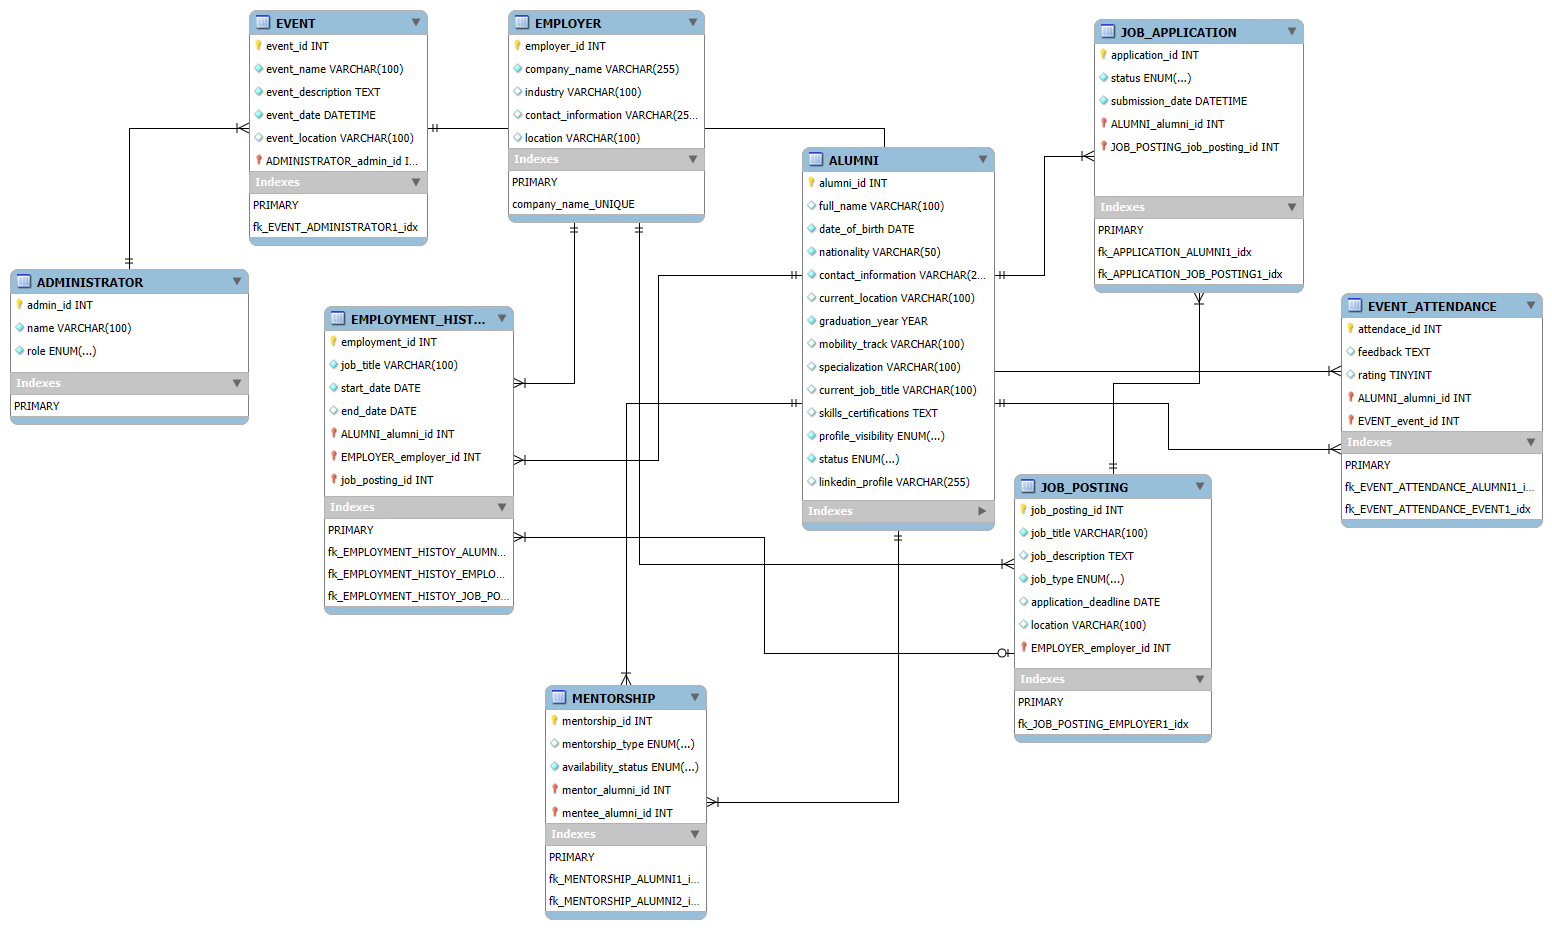 EVENT
event_id INT
event_name VARCHAR(100)
event_description TEXT
event_date DATETIME
event_location VARCHAR(100)
ADMINISTRATOR_admin_id I...
Indexes
PRIMARY
fk_EVENT_ADMINISTRATOR1_idx
EMPLOYER
employer_id INT
company_name VARCHAR(255)
industry VARCHAR(100)
contact_information VARCHAR(25...
location VARCHAR(100)
Indexes
PRIMARY
company_name_UNIQUE
JOB_APPLICATION
application_id INT
status ENUM(...)
submission_date DATETIME
ALUMNI_alumni_id INT
JOB_POSTING_job_posting_id INT
Indexes
PRIMARY
fk_APPLICATION_ALUMNI1_idx
fk_APPLICATION_JOB_POSTING1_idx
ALUMNI
alumni_id INT
full_name VARCHAR(100)
date_of_birth DATE
nationality VARCHAR(50)
contact_information VARCHAR(2...
current_location VARCHAR(100)
graduation_year YEAR
mobility_track VARCHAR(100)
specialization VARCHAR(100)
current_job_title VARCHAR(100)
skills_certifications TEXT
profile_visibility ENUM(...)
status ENUM(...)
linkedin_profile VARCHAR(255)
Indexes
ADMINISTRATOR
admin_id INT
name VARCHAR(100)
role ENUM(...)
Indexes
PRIMARY
EMPLOYMENT_HIST...
employment_id INT
job_title VARCHAR(100)
start_date DATE
end_date DATE
ALUMNI_alumni_id INT
EMPLOYER_employer_id INT
job_posting_id INT
Indexes
PRIMARY
fk_EMPLOYMENT_HISTOY_ALUMN...
fk_EMPLOYMENT_HISTOY_EMPLO...
fk_EMPLOYMENT_HISTOY_JOB_PO...
EVENT_ATTENDANCE
attendace_id INT
feedback TEXT
rating TINYINT
ALUMNI_alumni_id INT
EVENT_event_id INT
Indexes
PRIMARY
fk_EVENT_ATTENDANCE_ALUMNI1_i...
fk_EVENT_ATTENDANCE_EVENT1_idx
JOB_POSTING
job_posting_id INT
job_title VARCHAR(100)
job_description TEXT
job_type ENUM(...)
application_deadline DATE
location VARCHAR(100)
EMPLOYER_employer_id INT
Indexes
PRIMARY
fk_JOB_POSTING_EMPLOYER1_idx
MENTORSHIP
mentorship_id INT
mentorship_type ENUM(...)
availability_status ENUM(...)
mentor_alumni_id INT
mentee_alumni_id INT
Indexes
PRIMARY
fk_MENTORSHIP_ALUMNI1_i...
fk_MENTORSHIP_ALUMNI2_i...